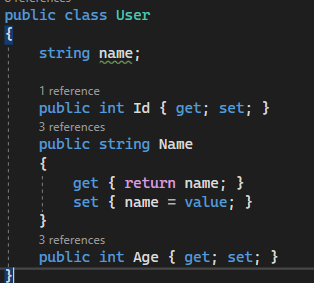 public class User
{
string name;
1 reference
public int Id { get; set; }
3 references
public string Name
{
get { return name; }
set { name = value; }
}
3 references
public int Age { get; set; }
}